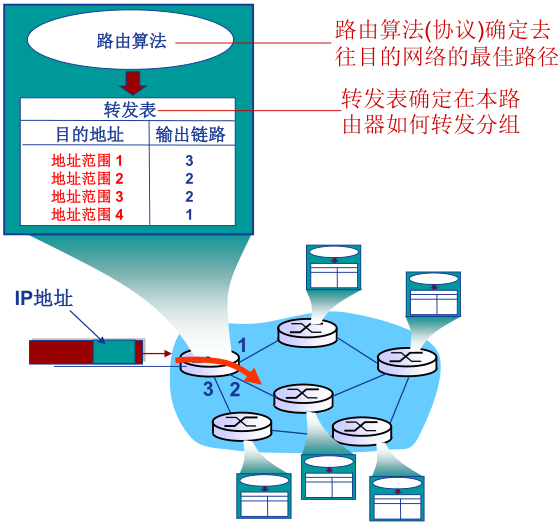 路由算法
路由算法(协议)确定去
往目的网络的最佳路径
转发表
转发表确定在本路
由器如何转发分组
目的地址 输出链路
地址范围 1 3
地址范围 2 2
地址范围 3 2
地址范围 4 1
IP地址
1
3 2